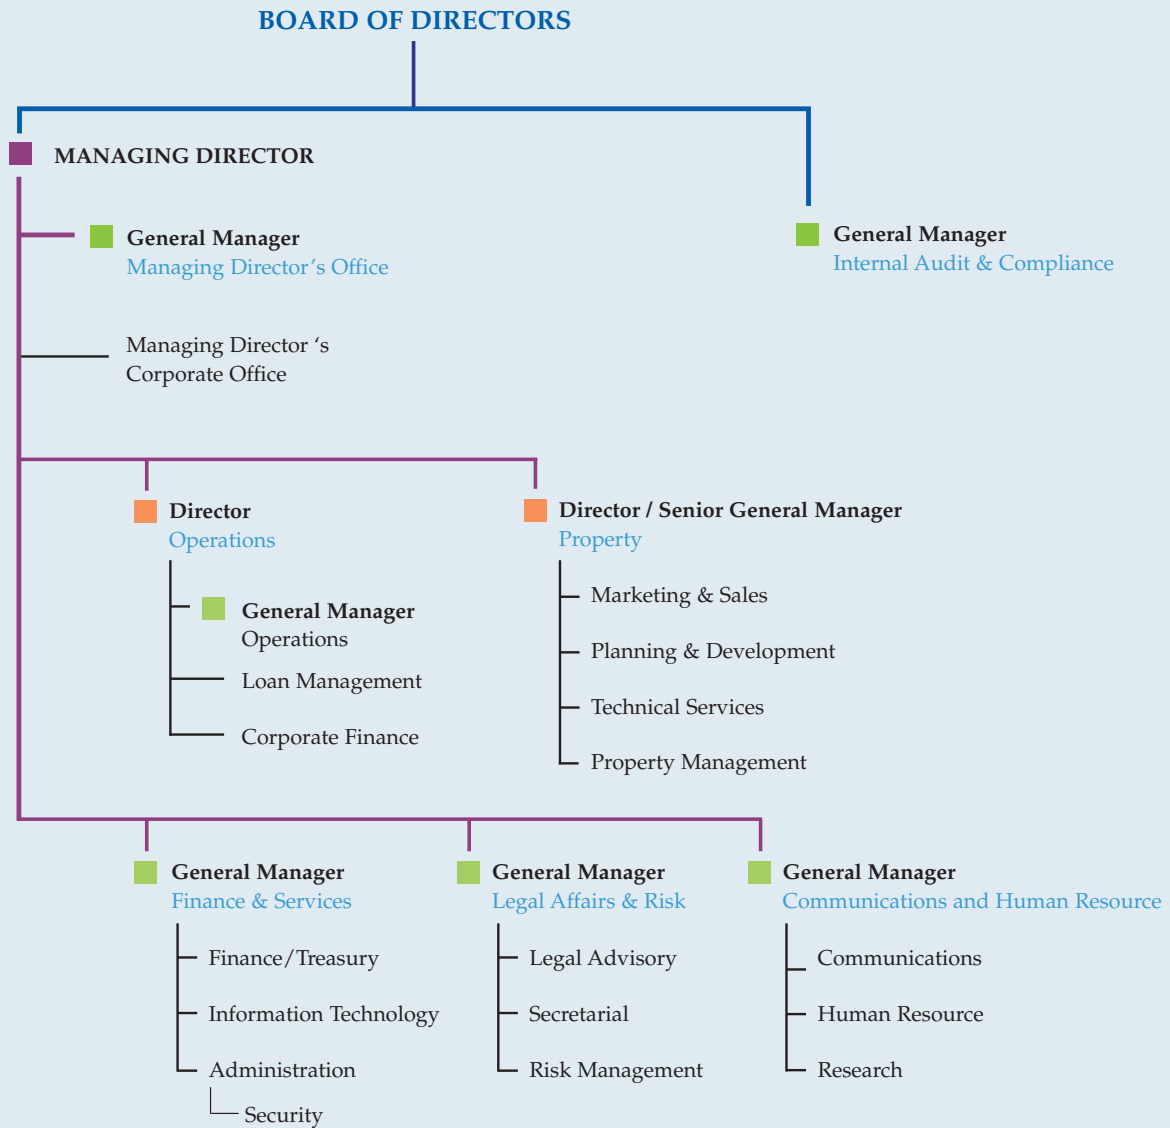 BOARD OF DIRECTORS
MANAGING DIRECTOR
General Manager
Managing Director's Office
General Manager
Internal Audit & Compliance
Managing Director ‘s
Corporate Office
Director
Operations
General Manager
Operations
Loan Management
Corporate Finance
Director / Senior General Manager
Property
Marketing & Sales
Planning & Development
Technical Services
Property Management
General Manager
Finance & Services
Finance/Treasury
Information Technology
Administration
Security
General Manager
Legal Affairs & Risk
Legal Advisory
Secretarial
Risk Management
General Manager
Communications and Human Resource
Communications
Human Resource
Research